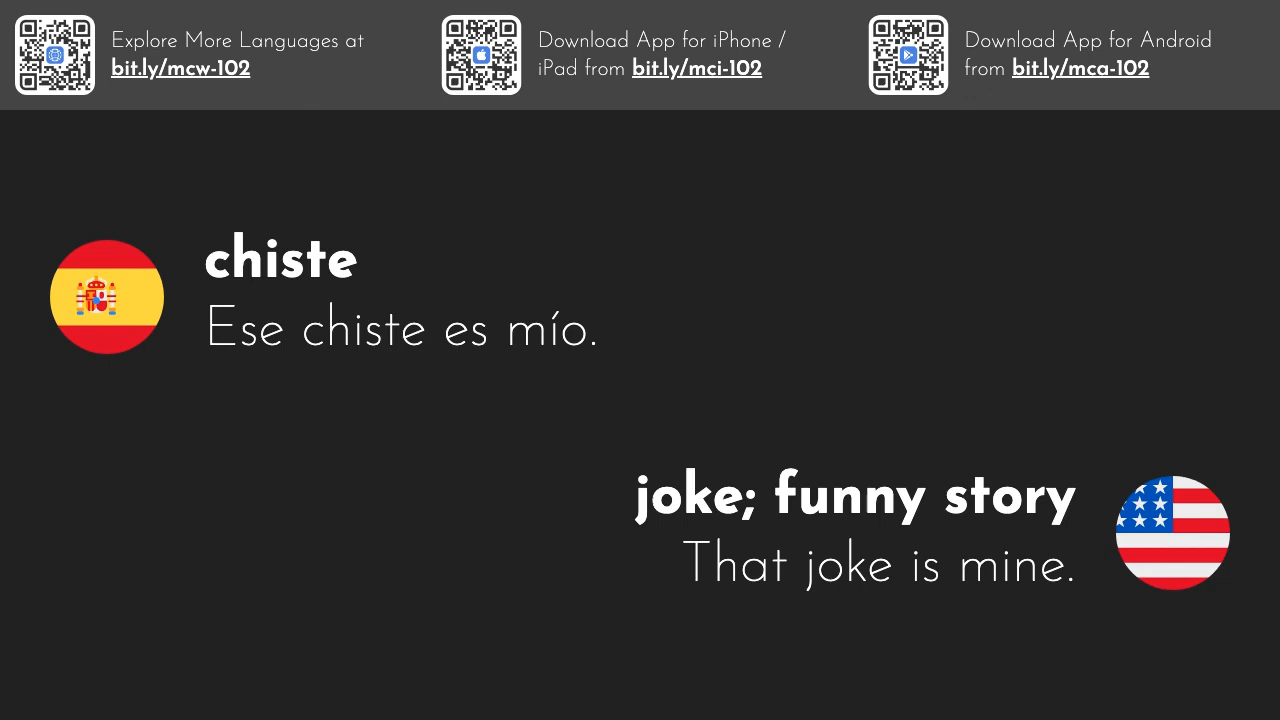 Explore More Languages at
bit.ly/mcw-102
Download App for iPhone /
iPad from bit.ly/mci-102
Download App for Android
from bit.ly/mca-102
chiste
Ese chiste es mío.
joke; funny story
That joke is mine.